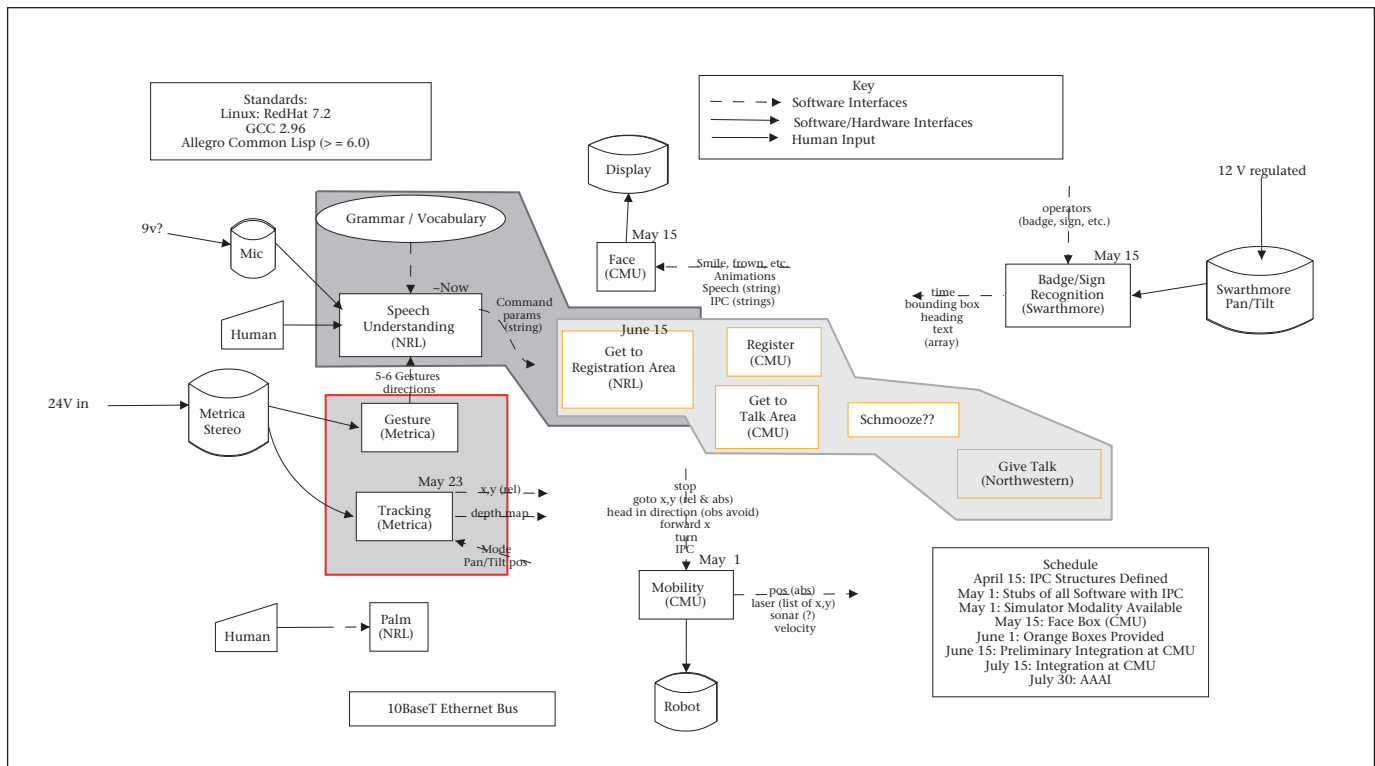 Standards:
Linux: RedHat 7.2
GCC 2.96
Allegro Common Lisp (> = 6.0)
Key
Software Interfaces
Software/Hardware Interfaces
Human Input
Display
12 V regulated
operators
(badge, sign, etc.)
Grammar / Vocabulary
9v?
Mic
May 15
Face
(CMU)
Smile, frown, etc.
Animations
Speech (string)
IPC (strings)
May 15
Badge/Sign
Recognition
(Swarthmore)
Swarthmore
Pan/Tilt
time
bounding box
heading
text
(array)
~Now
Speech
Understanding
(NRL)
Human
Command
params
(string)
June 15
Get to
Registration Area
(NRL)
Register
(CMU)
Get to
Talk Area
(CMU)
Schmooze??
Give Talk
(Northwestern)
5-6 Gestures
directions
24V in
Metrica
Stereo
Gesture
(Metrica)
May 23
Tracking
(Metrica)
x,y (rel)
depth map
Mode
Pan/Tilt pos
stop
goto x,y (rel & abs)
head in direction (obs avoid)
forward x
turn
IPC
May 1
Mobility
(CMU)
pos (abs)
laser (list of x,y)
sonar (?)
velocity
Robot
Human
Palm
(NRL)
10BaseT Ethernet Bus
Schedule
April 15: IPC Structures Defined
May 1: Stubs of all Software with IPC
May 1: Simulator Modality Available
May 15: Face Box (CMU)
June 1: Orange Boxes Provided
June 15: Preliminary Integration at CMU
July 15: Integration at CMU
July 30: AAAI